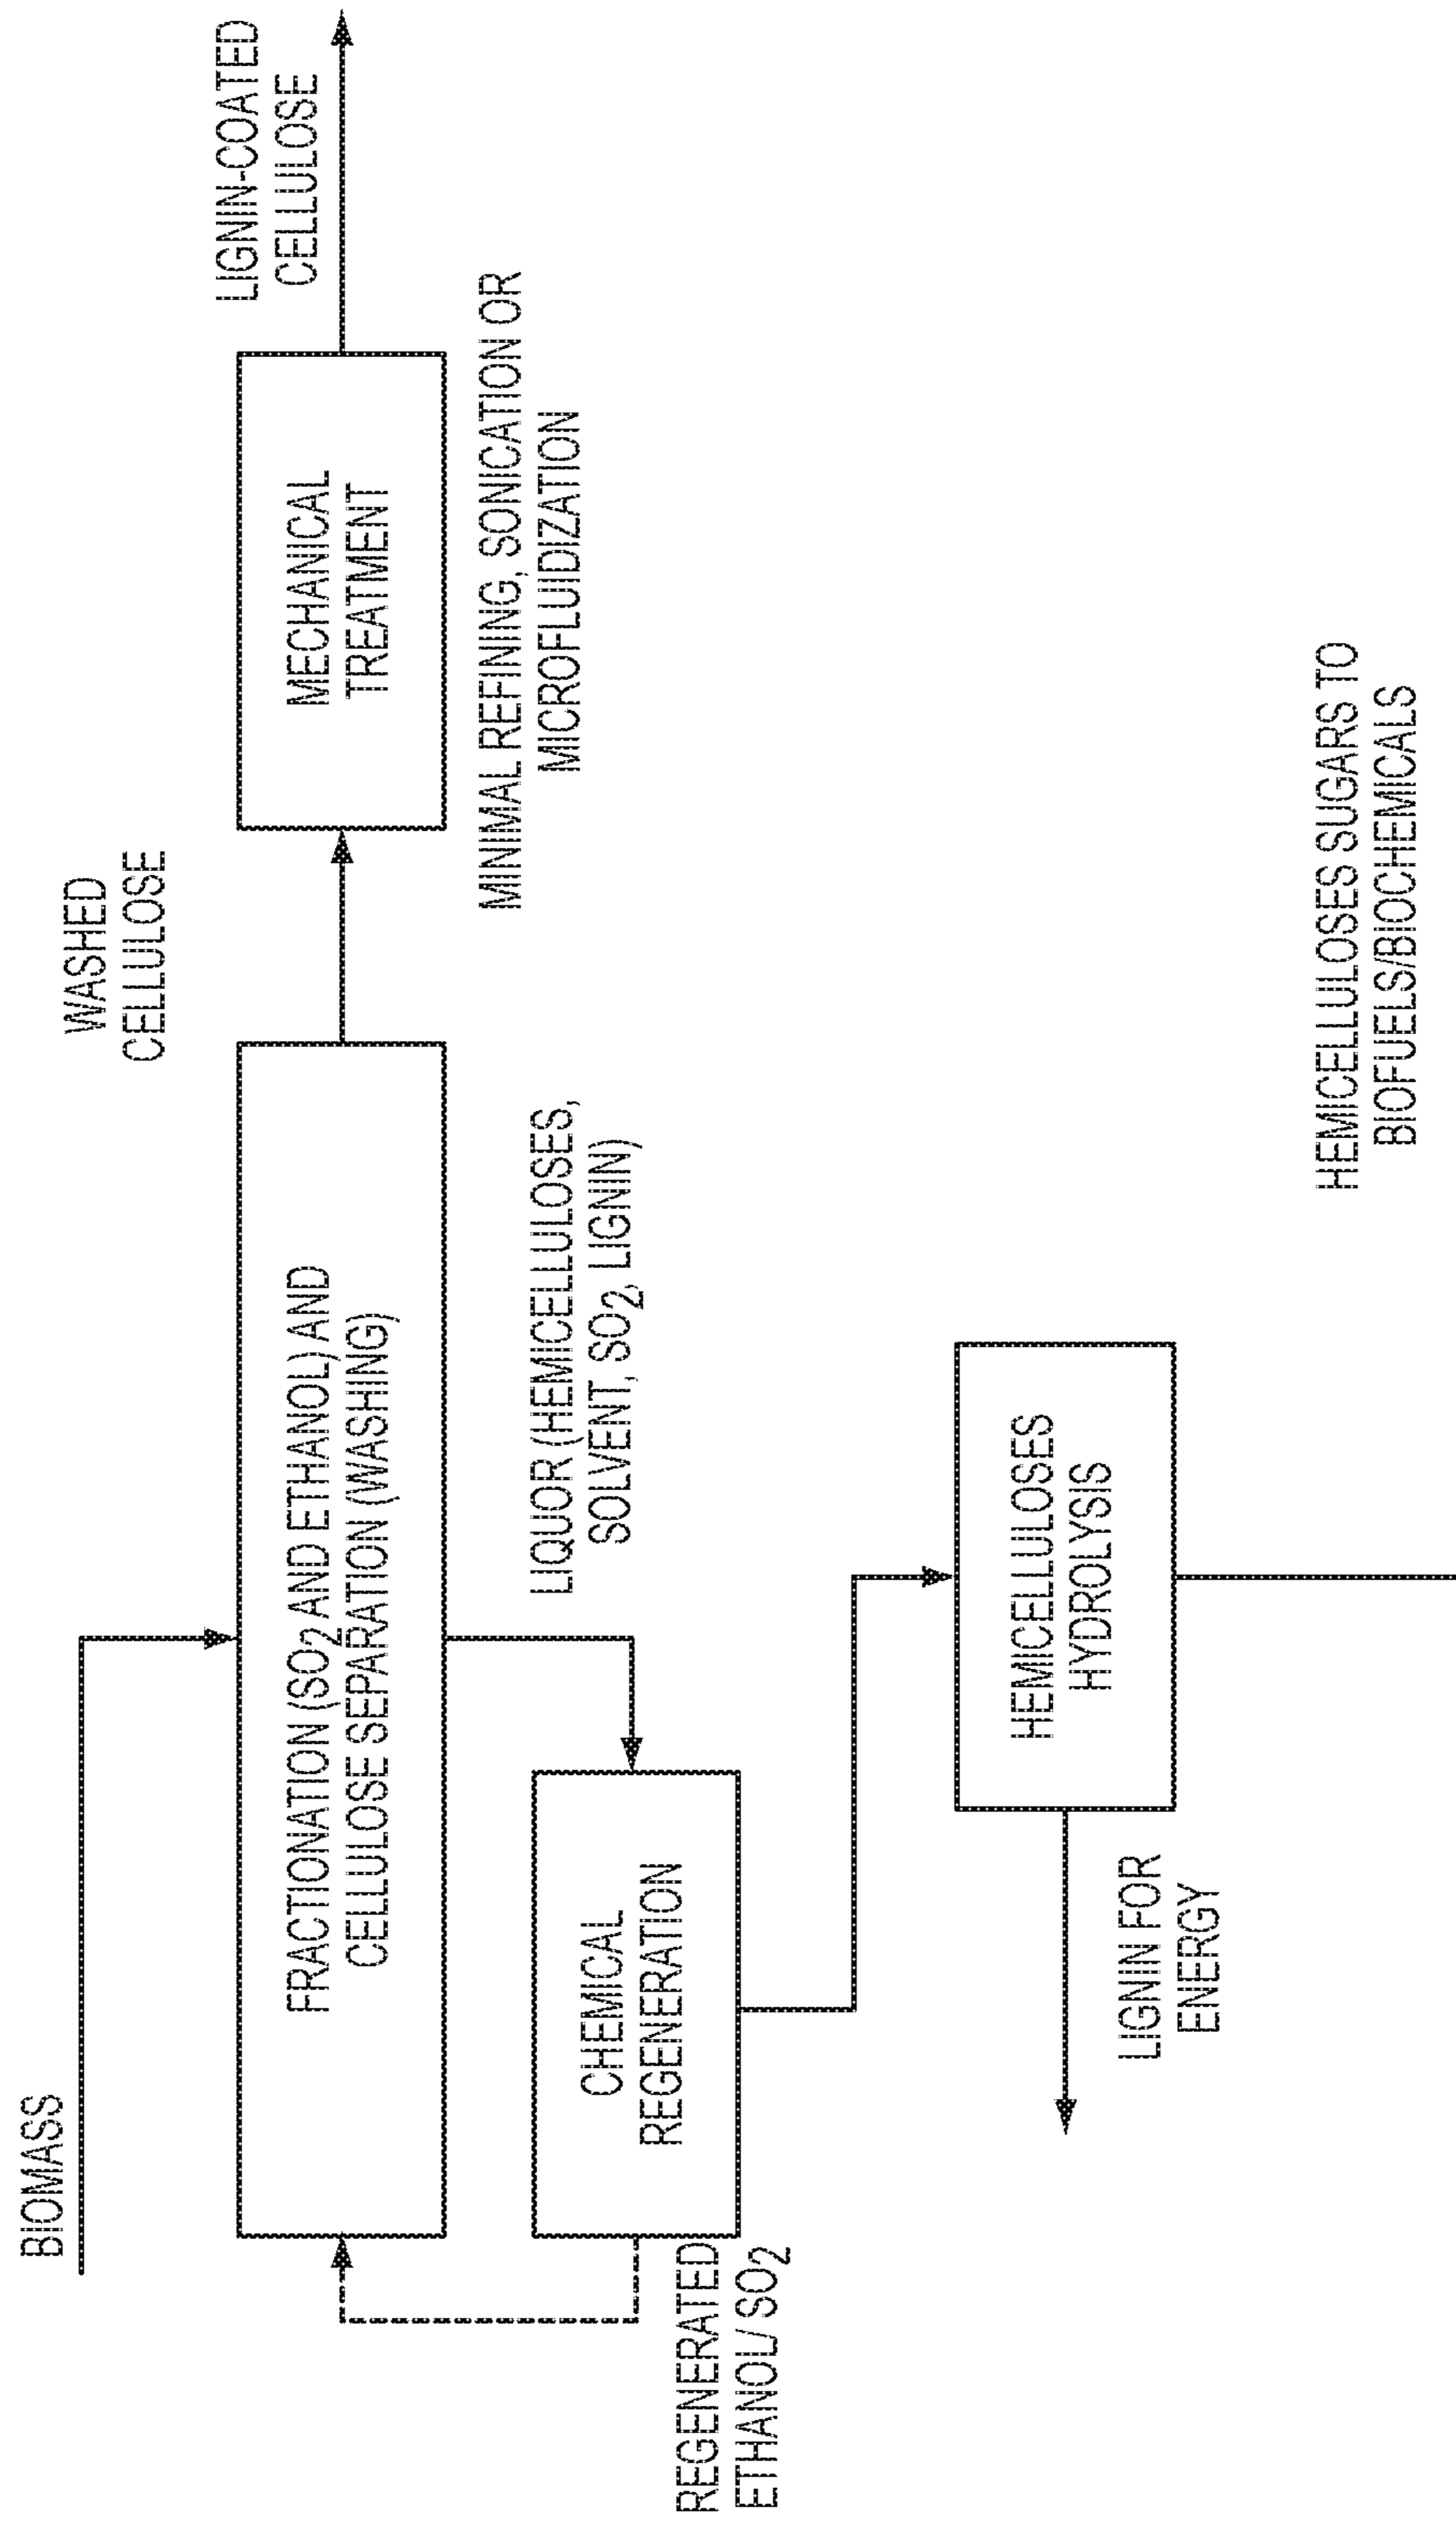 BIOMASS
FRACTIONATION (SO2 AND ETHANOL) AND
CELLULOSE SEPARATION (WASHING)
WASHED
CELLULOSE
MECHANICAL
TREATMENT
LIGNIN-COATED
CELLULOSE
MINIMAL REFINING, SONICATION OR
MICROFLUIDIZATION
LIQUOR (HEMICELLULOSES,
SOLVENT, SO2, LIGNIN)
CHEMICAL
REGENERATION
REGENERATED
ETHANOL/ SO2
HEMICELLULOSES
HYDROLYSIS
LIGNIN FOR
ENERGY
HEMICELLULOSES SUGARS TO
BIOFUELS/BIOCHEMICALS